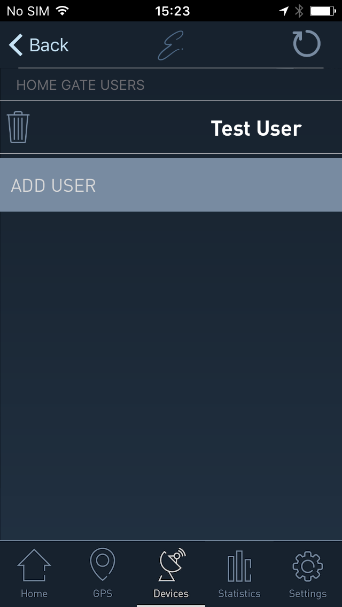 No SIM 15:23
Back E.
HOME GATE USERS
Test User
ADD USER
Home GPS Devices Statistics Settings